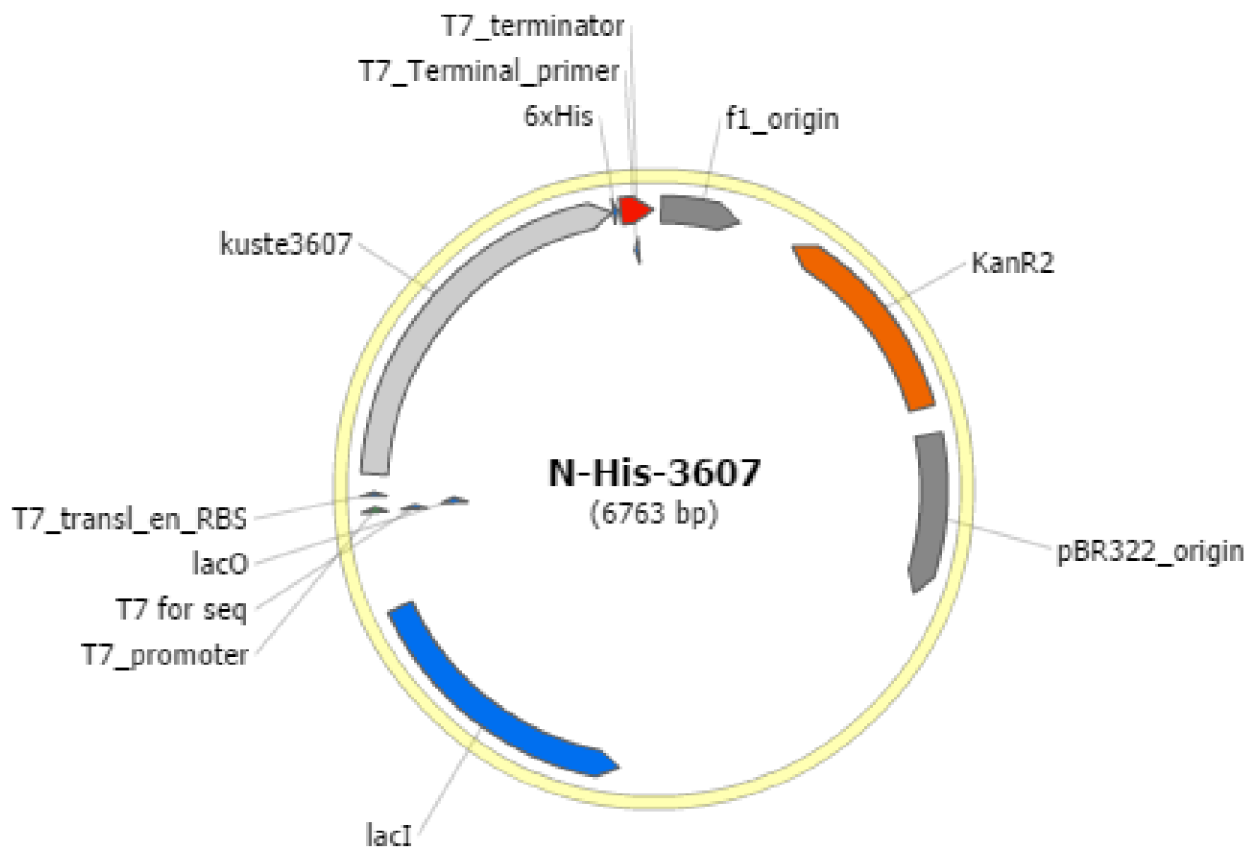 T7_terminator
T7_Terminal_primer
6xHis
f1_origin
kuste3607
KanR2
N-His-3607
(6763 bp)
T7_transl_en_RBS
lacO
pBR322_origin
T7 for seq
T7_promoter
lacI